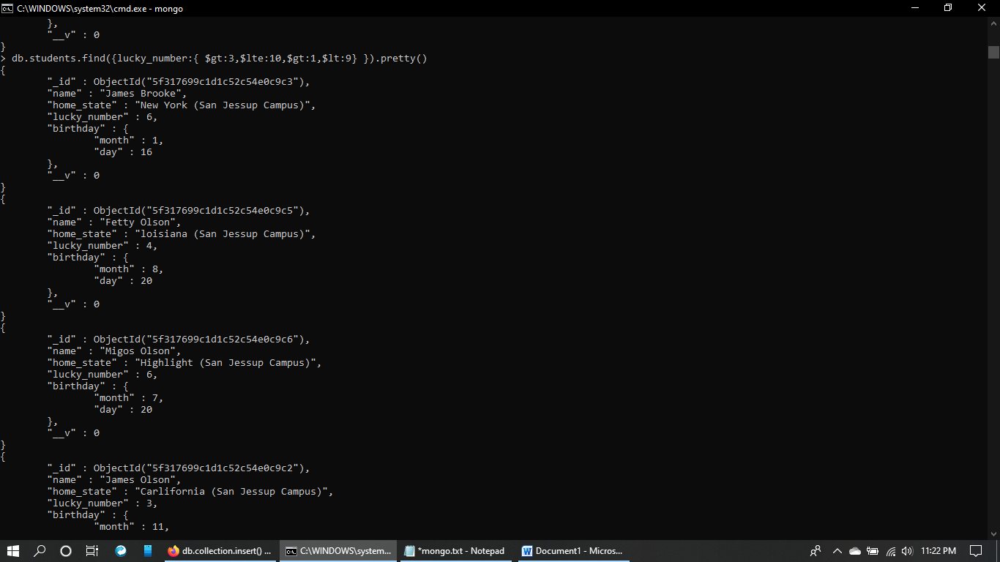 C:\WINDOWS\system32\cmd.exe - mongo
},
"__v" : 0
}
> db.students.find({lucky_number:{ $gt:3,$lte:10,$gt:1,$lt:9} }).pretty()
{
"_id" : ObjectId("5f317699c1d1c52c54e0c9c3"),
"name" : "James Brooke",
"home_state" : "New York (San Jessup Campus)",
"lucky_number" : 6,
"birthday" : {
"month" : 1,
"day" : 16
},
"__v" : 0
}
{
"_id" : ObjectId("5f317699c1d1c52c54e0c9c5"),
"name" : "Fetty Olson",
"home_state" : "loisiana (San Jessup Campus)",
"lucky_number" : 4,
"birthday" : {
"month" : 8,
"day" : 20
},
"__v" : 0
}
{
"_id" : ObjectId("5f317699c1d1c52c54e0c9c6"),
"name" : "Migos Olson",
"home_state" : "Highlight (San Jessup Campus)",
"lucky_number" : 6,
"birthday" : {
"month" : 7,
"day" : 20
},
"__v" : 0
}
{
"_id" : ObjectId("5f317699c1d1c52c54e0c9c2"),
"name" : "James Olson",
"home_state" : "Carlifornia (San Jessup Campus)",
"lucky_number" : 3,
"birthday" : {
"month" : 11,
db.collection.insert() ... C:\WINDOWS\system... *mongo.txt - Notepad Document1 - Micros... 11:22 PM